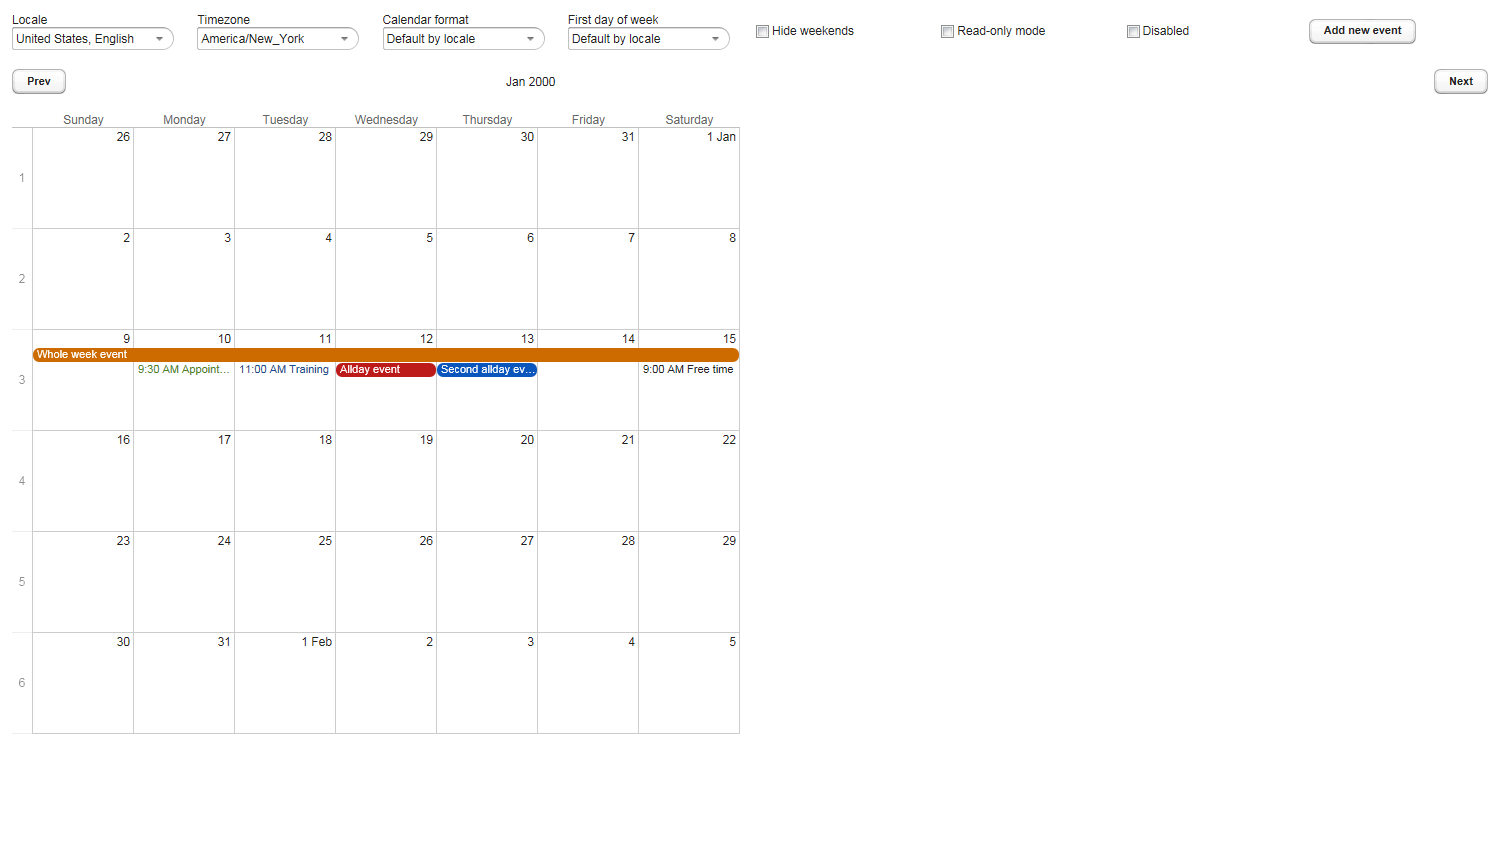 Locale Timezone Calendar format First day of week
United States, English America/New_York Default by locale Default by locale Hide weekends Read-only mode Disabled Add new event
Prev Jan 2000 Next
Sunday Monday Tuesday Wednesday Thursday Friday Saturday
26 27 28 29 30 31 1 Jan
1
2 3 4 5 6 7 8
2
9 10 11 12 13 14 15
Whole week event
9:30 AM Appoint... 11:00 AM Training Allday event Second allday ev... 9:00 AM Free time
3
16 17 18 19 20 21 22
4
23 24 25 26 27 28 29
5
30 31 1 Feb 2 3 4 5
6